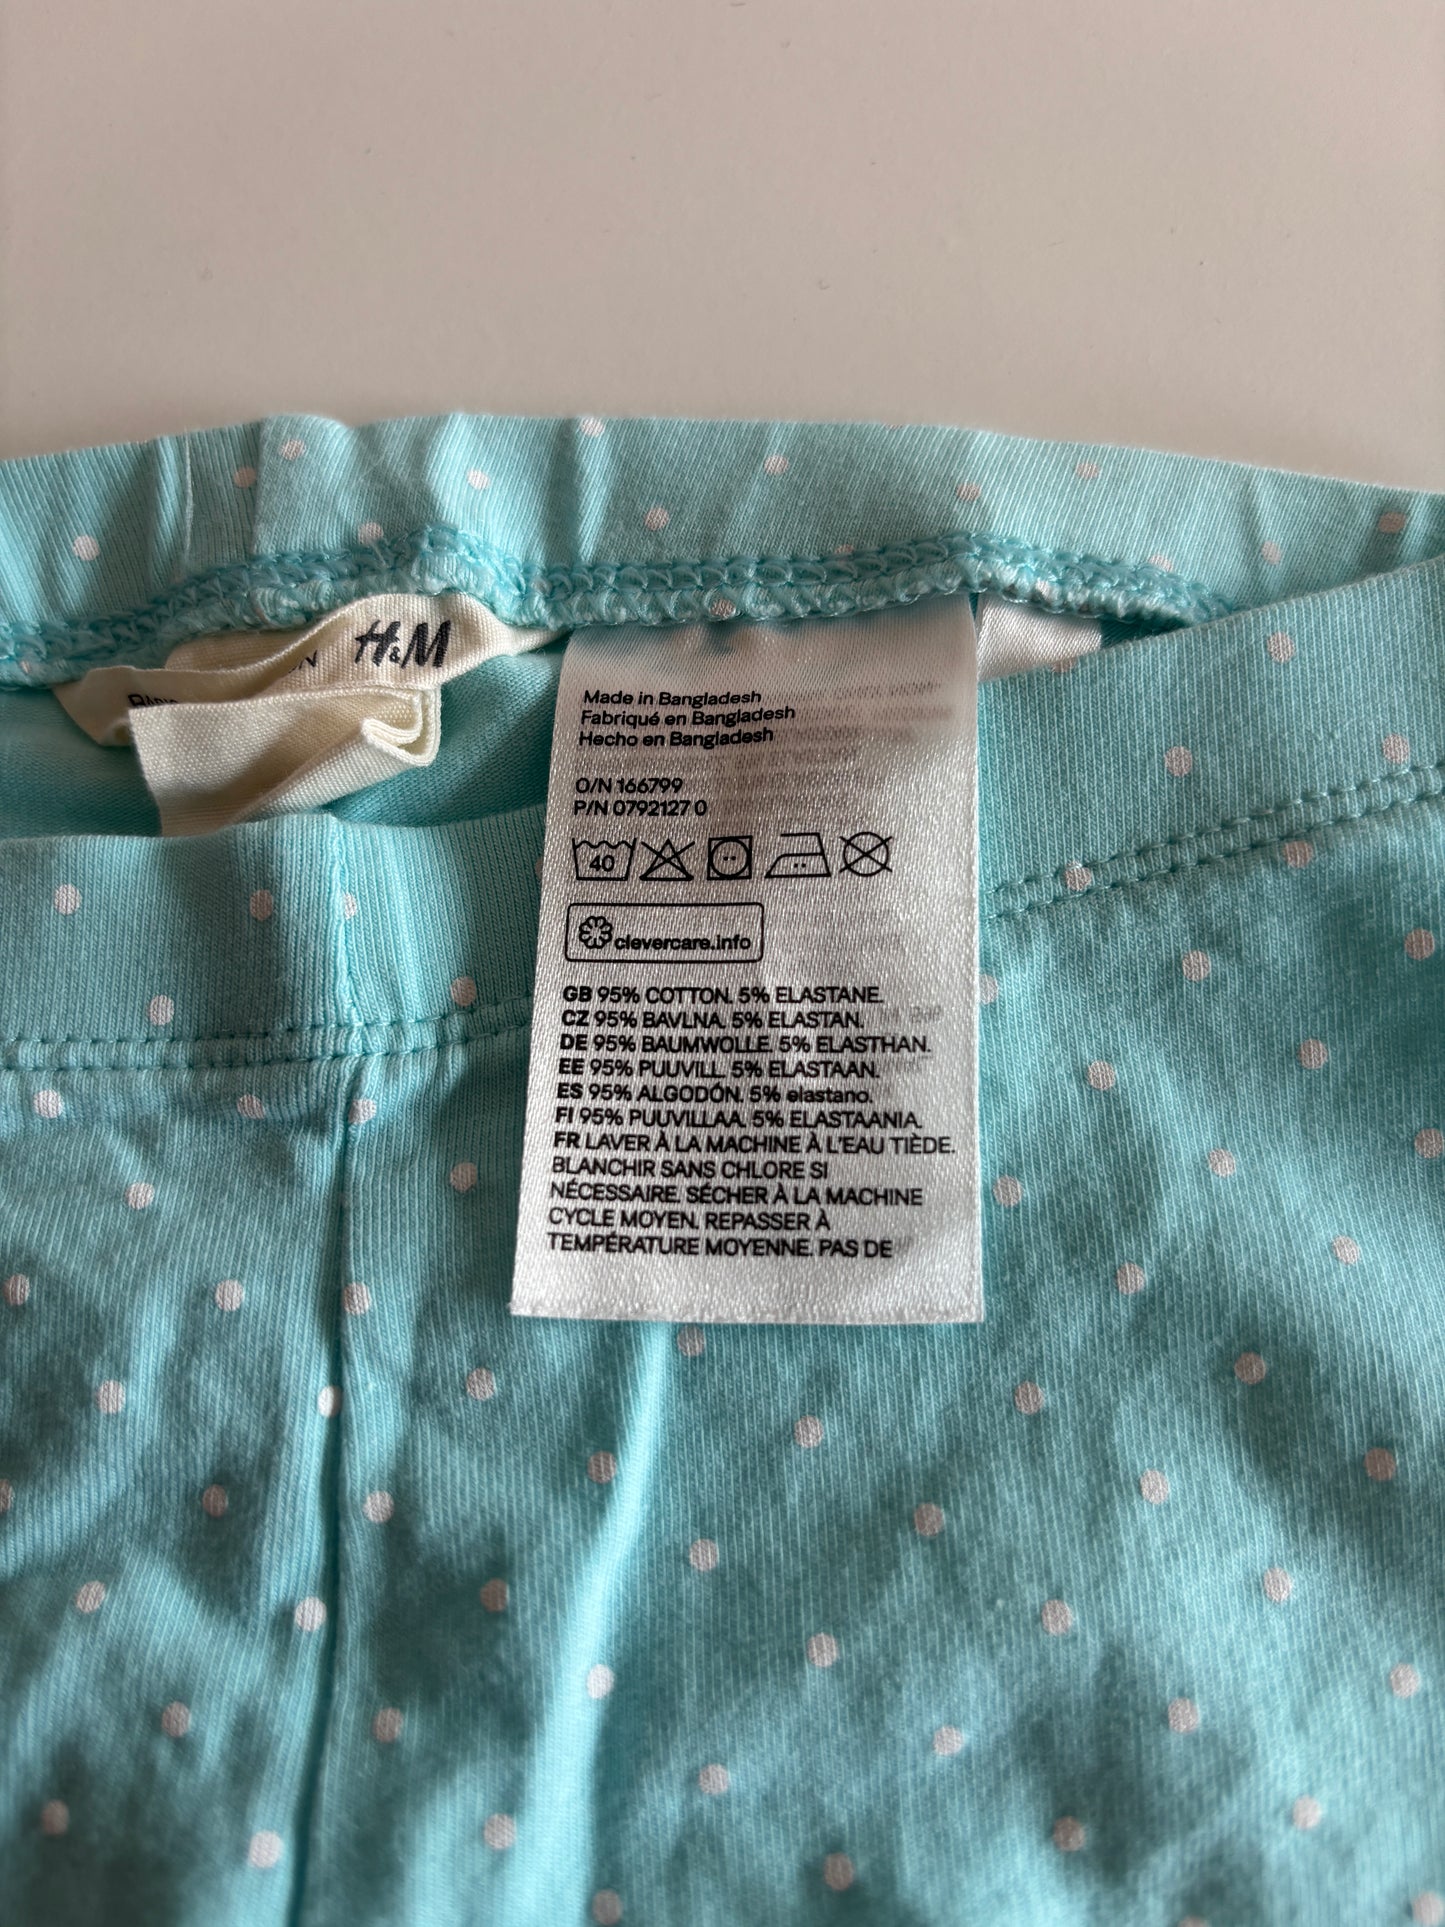 H&M
Made in Bangladesh
Fabriqué en Bangladesh
Hecho en Bangladesh
O/N 166799
P/N 0792127 0
40
clevercare.info
GB 95% COTTON. 5% ELASTANE.
CZ 95% BAVLNA. 5% ELASTAN.
DE 95% BAUMWOLLE. 5% ELASTHAN.
EE 95% PUUVILL. 5% ELASTAAN.
ES 95% ALGODÓN. 5% elastano.
FI 95% PUUVILLAA. 5% ELASTAANIA.
FR LAVER À LA MACHINE À L'EAU TIÈDE.
BLANCHIR SANS CHLORE SI
NÉCESSAIRE. SÉCHER À LA MACHINE
CYCLE MOYEN. REPASSER À
TEMPÉRATURE MOYENNE. PAS DE